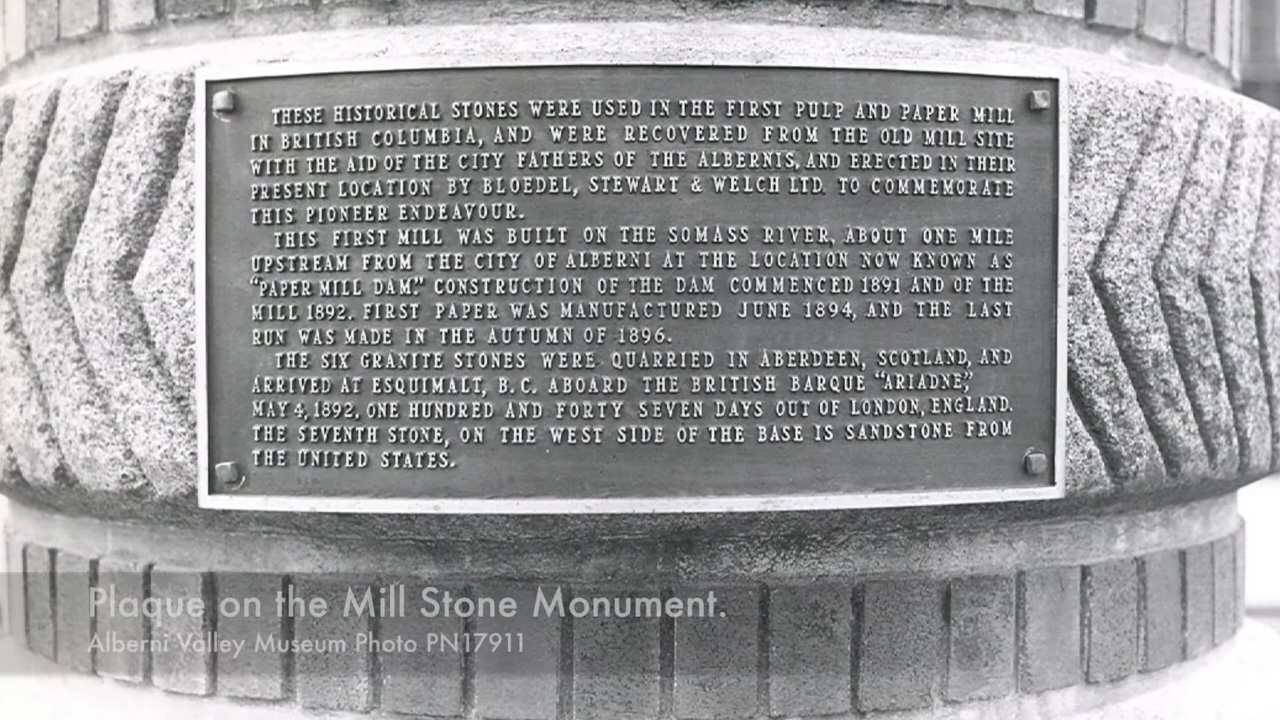 THESE HISTORICAL STONES WERE USED IN THE FIRST PULP AND PAPER MILL
IN BRITISH COLUMBIA, AND WERE RECOVERED FROM THE OLD MILL SITE
WITH THE AID OF THE CITY FATHERS OF THE ALBERNIS, AND ERECTED IN THEIR
PRESENT LOCATION BY BLOEDEL, STEWART & WELCH LTD. TO COMMEMORATE
THIS PIONEER ENDEAVOUR.
THIS FIRST MILL WAS BUILT ON THE SOMASS RIVER, ABOUT ONE MILE
UPSTREAM FROM THE CITY OF ALBERNI AT THE LOCATION NOW KNOWN AS
"PAPER MILL DAM." CONSTRUCTION OF THE DAM COMMENCED 1891 AND OF THE
MILL 1892. FIRST PAPER WAS MANUFACTURED JUNE 1894, AND THE LAST
RUN WAS MADE IN THE AUTUMN OF 1896.
THE SIX GRANITE STONES WERE QUARRIED IN ABERDEEN, SCOTLAND, AND
ARRIVED AT ESQUIMALT, B.C. ABOARD THE BRITISH BARQUE "ARIADNE,"
MAY 4, 1892, ONE HUNDRED AND FORTY SEVEN DAYS OUT OF LONDON, ENGLAND.
THE SEVENTH STONE, ON THE WEST SIDE OF THE BASE IS SANDSTONE FROM
THE UNITED STATES.
Plaque on the Mill Stone Monument.
Alberni Valley Museum Photo PN17911